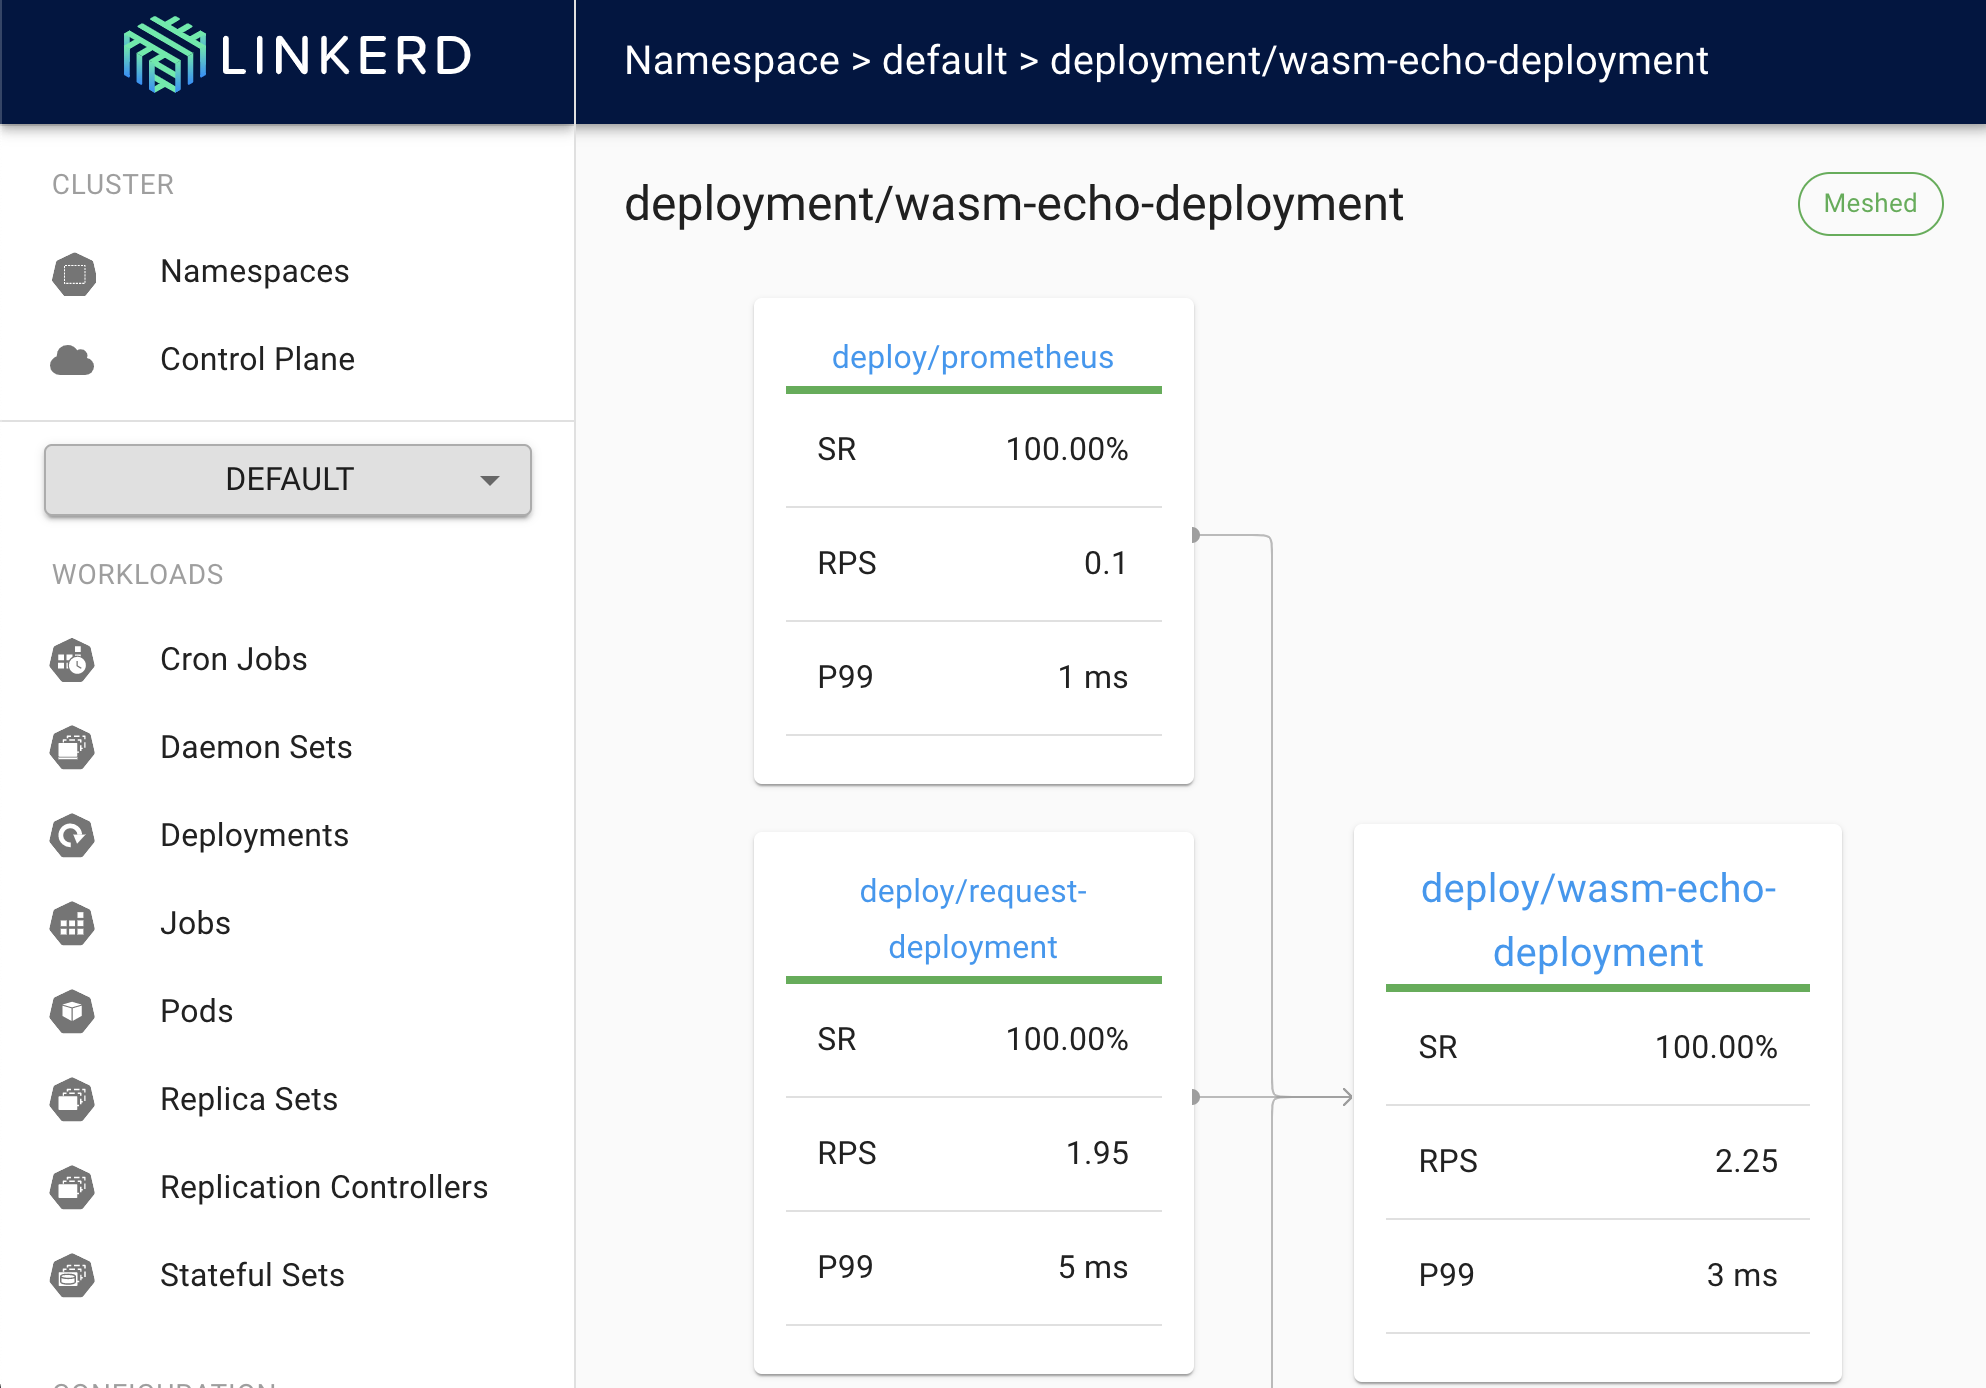 LINKERD
Namespace > default > deployment/wasm-echo-deployment
CLUSTER
Namespaces
Control Plane
DEFAULT
WORKLOADS
Cron Jobs
Daemon Sets
Deployments
Jobs
Pods
Replica Sets
Replication Controllers
Stateful Sets
CONFIGURATION
deployment/wasm-echo-deployment
Meshed
deploy/prometheus
SR 100.00%
RPS 0.1
P99 1 ms
deploy/request-
deployment
SR 100.00%
RPS 1.95
P99 5 ms
deploy/wasm-echo-
deployment
SR 100.00%
RPS 2.25
P99 3 ms